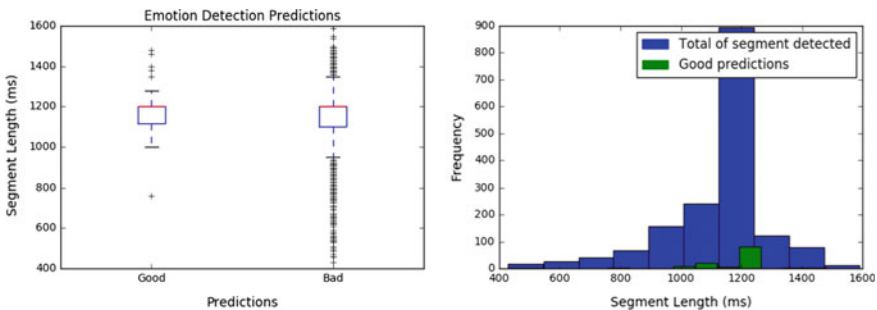 Emotion Detection Predictions
Segment Length (ms)
1600
1400
1200
1000
800
600
400
Good
Bad
Predictions
Frequency
900
800
700
600
500
400
300
200
100
0
Total of segment detected
Good predictions
400
600
800
1000
1200
1400
1600
Segment Length (ms)